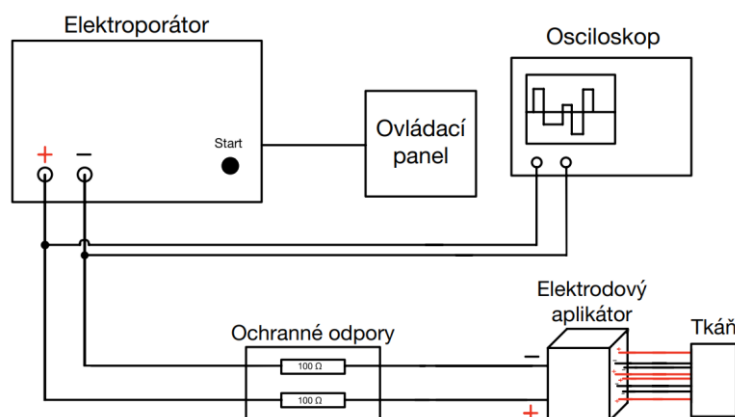 Elektroporátor
Osciloskop
Ovládací
panel
Start
+ −
Elektrodový
aplikátor
Tkáň
Ochranné odpory
100 Ω
100 Ω
−
+